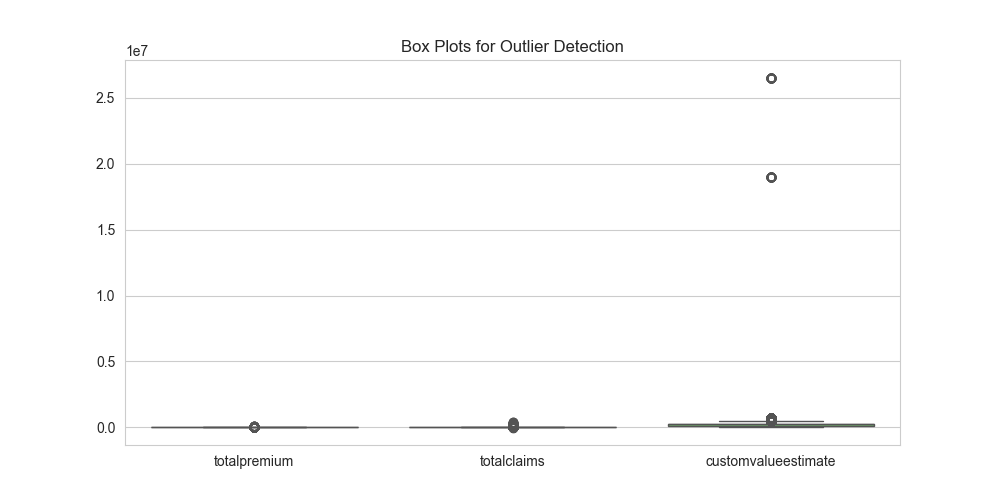 Box Plots for Outlier Detection
1e7
2.5
2.0
1.5
1.0
0.5
0.0
totalpremium totalclaims customvalueestimate